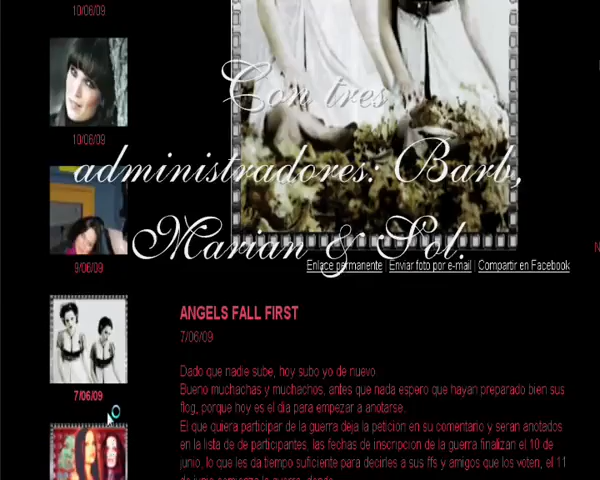 10/06/09
10/06/09
9/06/09
7/06/09
Con tres
administradores: Barb,
Marian & Sol.
Enlace permanente | Enviar foto por e-mail | Compartir en Facebook
ANGELS FALL FIRST
7/06/09
Dado que nadie sube, hoy subo yo de nuevo
Bueno muchachas y muchachos, antes que nada espero que hayan preparado bien sus
flog, porque hoy es el dia para empezar a anotarse.
El que quiera participar de la guerra deja la peticion en su comentario y seran anotados
en la lista de de participantes, las fechas de inscripcion de la guerra finalizan el 10 de
junio, lo que les da tiempo suficiente para decirles a sus ffs y amigos que los voten, el 11